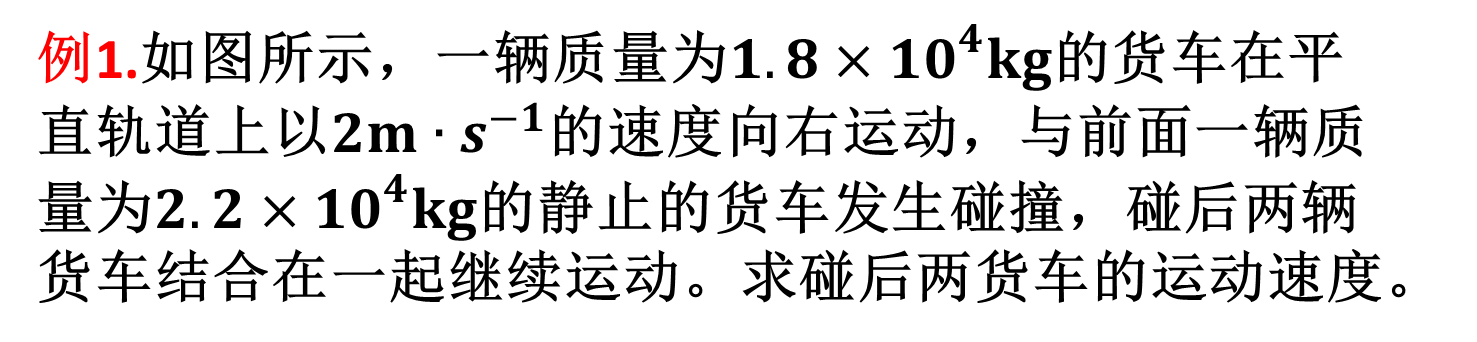 例1.如图所示，一辆质量为1.8 × 10⁴kg的货车在平
直轨道上以2m · s⁻¹的速度向右运动，与前面一辆质
量为2.2 × 10⁴kg的静止的货车发生碰撞，碰后两辆
货车结合在一起继续运动。求碰后两货车的运动速度。